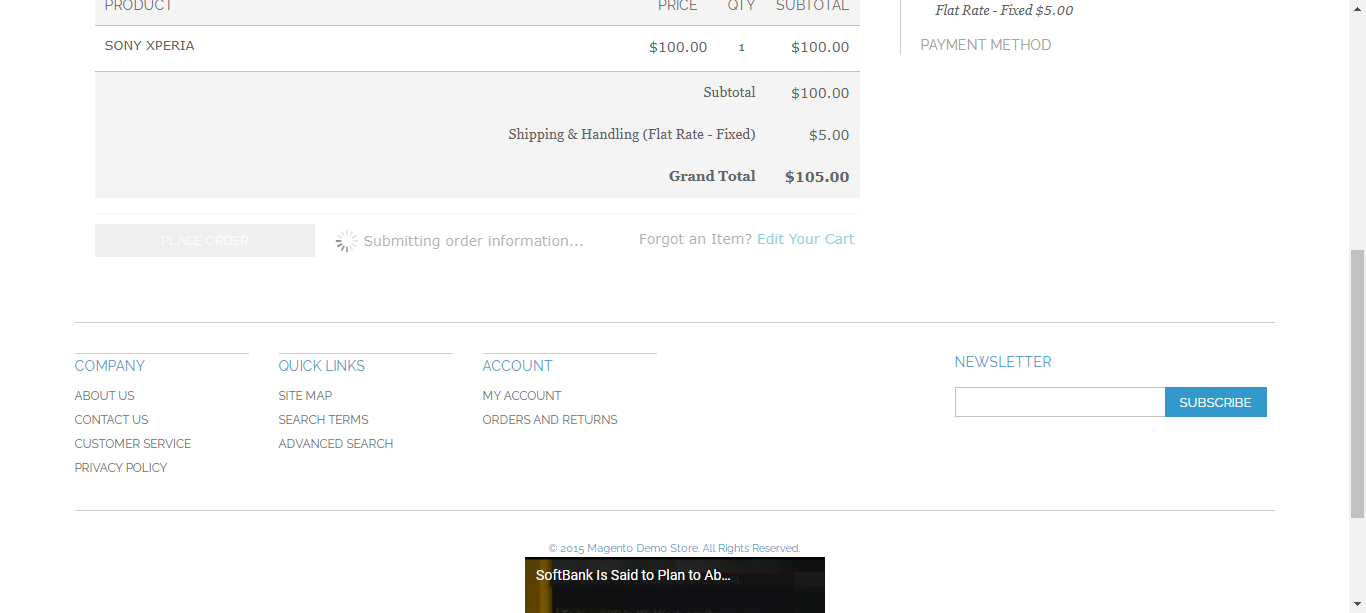 PRODUCT PRICE QTY SUBTOTAL
SONY XPERIA $100.00 1 $100.00
Subtotal $100.00
Shipping & Handling (Flat Rate - Fixed) $5.00
Grand Total $105.00
PLACE ORDER Submitting order information... Forgot an Item? Edit Your Cart
Flat Rate - Fixed $5.00
PAYMENT METHOD
COMPANY
ABOUT US
CONTACT US
CUSTOMER SERVICE
PRIVACY POLICY
QUICK LINKS
SITE MAP
SEARCH TERMS
ADVANCED SEARCH
ACCOUNT
MY ACCOUNT
ORDERS AND RETURNS
NEWSLETTER
SUBSCRIBE
© 2015 Magento Demo Store. All Rights Reserved.
SoftBank Is Said to Plan to Ab...